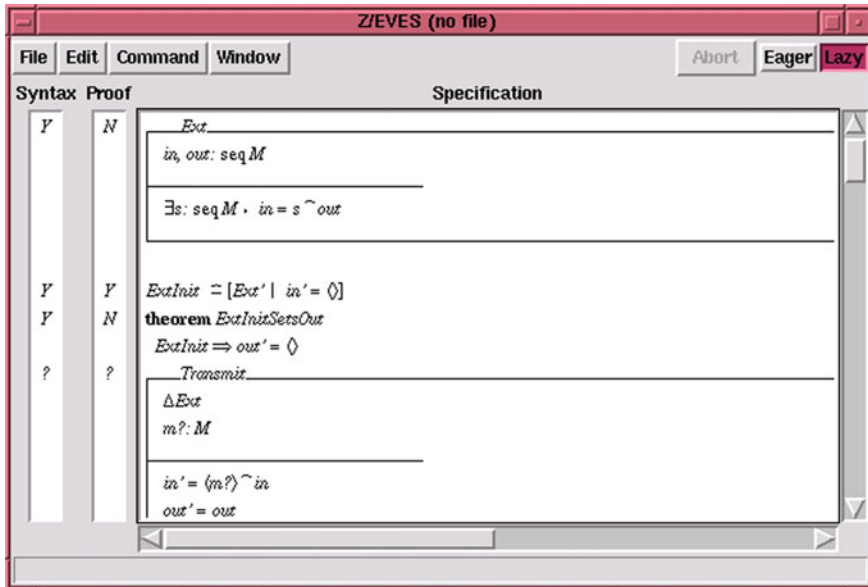 Z/EVES (no file)
File Edit Command Window Abort Eager Lazy
Syntax Proof Specification
Y N Ext
in, out: seq M
∃s: seq M • in = s ⁀ out
Y Y ExtInit ≙ [Ext' | in' = ⟨⟩]
Y N theorem ExtInitSetsOut
ExtInit ⇒ out' = ⟨⟩
? ? Transmit
ΔExt
m?: M
in' = ⟨m?⟩ ⁀ in
out' = out